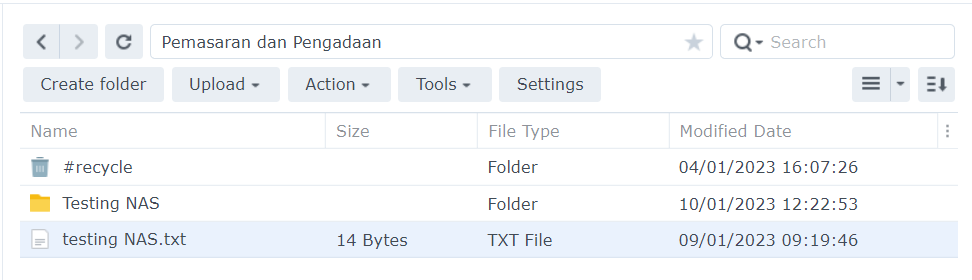 Pemasaran dan Pengadaan Search
Create folder Upload Action Tools Settings
Name Size File Type Modified Date
#recycle Folder 04/01/2023 16:07:26
Testing NAS Folder 10/01/2023 12:22:53
testing NAS.txt 14 Bytes TXT File 09/01/2023 09:19:46